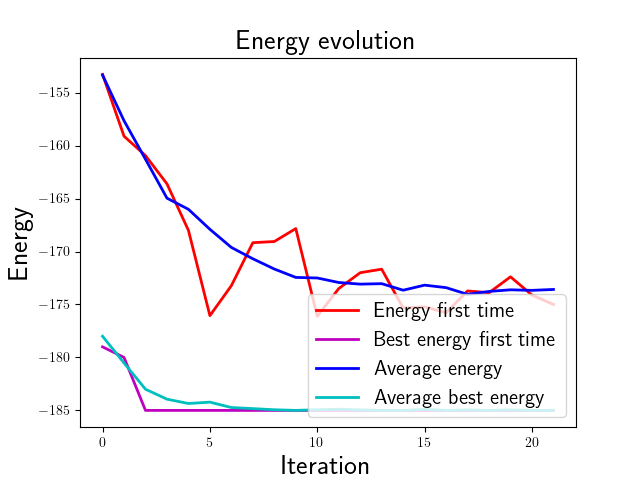 Energy evolution
−155
−160
−165
−170
−175
−180
−185
Energy
0
5
10
15
20
Iteration
Energy first time
Best energy first time
Average energy
Average best energy